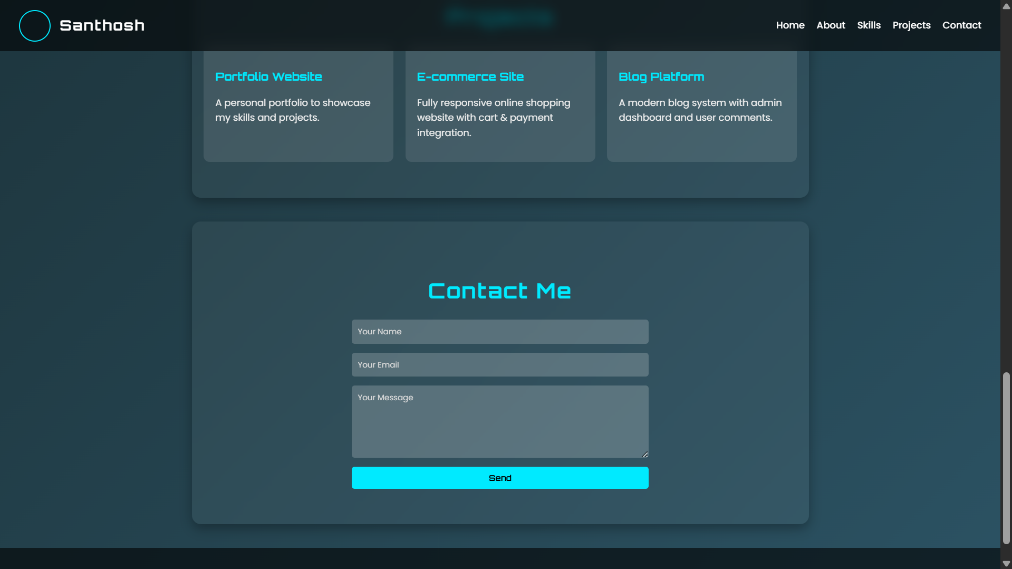 Santhosh
Home About Skills Projects Contact
Projects
Portfolio Website
A personal portfolio to showcase
my skills and projects.
E-commerce Site
Fully responsive online shopping
website with cart & payment
integration.
Blog Platform
A modern blog system with admin
dashboard and user comments.
Contact Me
Your Name
Your Email
Your Message
Send